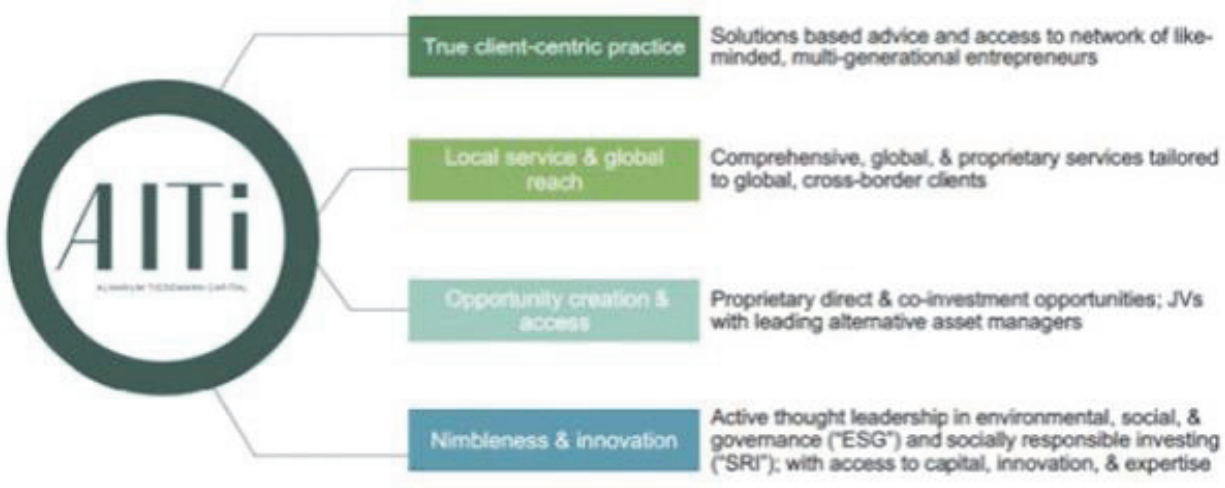 True client-centric practice
Solutions based advice and access to network of like-
minded, multi-generational entrepreneurs
Local service & global
reach
Comprehensive, global, & proprietary services tailored
to global, cross-border clients
AlTi
ALVARIUM TIEDEMANN CAPITAL
Opportunity creation &
access
Proprietary direct & co-investment opportunities; JVs
with leading alternative asset managers
Nimbleness & innovation
Active thought leadership in environmental, social, &
governance ("ESG") and socially responsible investing
("SRI"); with access to capital, innovation, & expertise